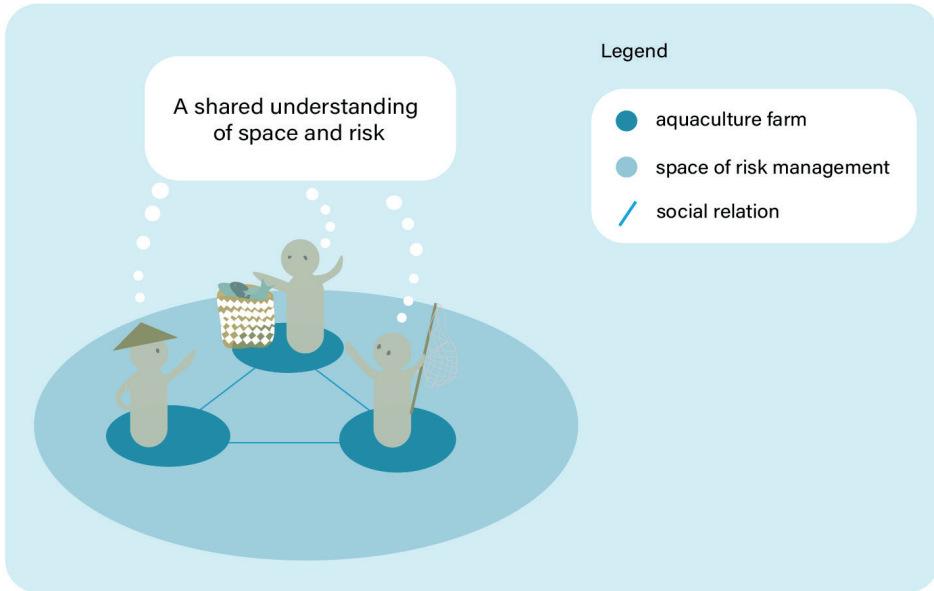 Legend
A shared understanding
of space and risk
aquaculture farm
space of risk management
social relation